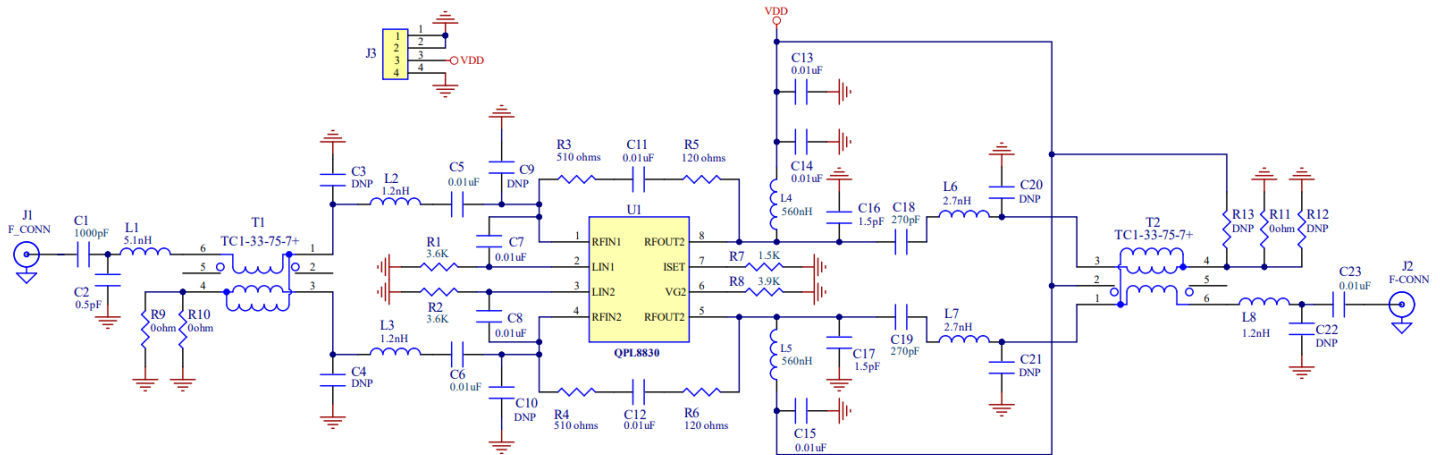 J3
1
2
3
4
1
2
3
4
VDD
VDD
J1
F_CONN
C1
1000pF
L1
5.1nH
C2
0.5pF
T1
TC1-33-75-7+
6
5
4
1
2
3
R9
0ohm
R10
0ohm
C3
DNP
C4
DNP
L2
1.2nH
L3
1.2nH
C5
0.01uF
C6
0.01uF
C9
DNP
C10
DNP
R3
510 ohms
C11
0.01uF
R5
120 ohms
C7
0.01uF
R1
3.6K
R2
3.6K
C8
0.01uF
U1
1
RFIN1
RFOUT2
8
2
LIN1
ISET
7
3
LIN2
VG2
6
4
RFIN2
RFOUT2
5
QPL8830
R4
510 ohms
C12
0.01uF
R6
120 ohms
R7
1.5K
R8
3.9K
C13
0.01uF
C14
0.01uF
L4
560nH
L5
560nH
C15
0.01uF
C16
1.5pF
C17
1.5pF
C18
270pF
C19
270pF
L6
2.7nH
L7
2.7nH
C20
DNP
C21
DNP
T2
TC1-33-75-7+
3
2
1
4
5
6
R13
DNP
R11
0ohm
R12
DNP
L8
1.2nH
C22
DNP
C23
0.01uF
J2
F-CONN